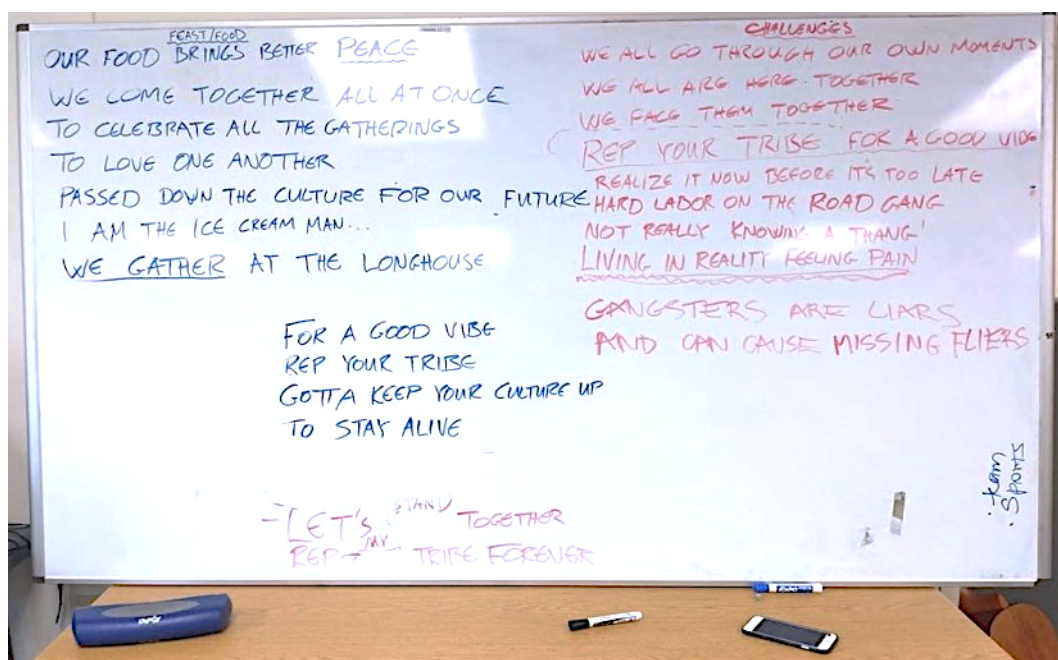 FEAST/FOOD
OUR FOOD BRINGS BETTER PEACE
WE COME TOGETHER ALL AT ONCE
TO CELEBRATE ALL THE GATHERINGS
TO LOVE ONE ANOTHER
PASSED DOWN THE CULTURE FOR OUR FUTURE
I AM THE ICE CREAM MAN...
WE GATHER AT THE LONGHOUSE
FOR A GOOD VIBE
REP YOUR TRIBE
GOTTA KEEP YOUR CULTURE UP
TO STAY ALIVE
- LET'S STAND TOGETHER
REP MY TRIBE FOREVER
CHALLENGES
WE ALL GO THROUGH OUR OWN MOMENTS
WE ALL ARE HERE TOGETHER
WE FACE THEM TOGETHER
REP YOUR TRIBE FOR A GOOD VIBE
REALIZE IT NOW BEFORE IT'S TOO LATE
HARD LABOR ON THE ROAD GANG
NOT REALLY KNOWING A THANG'
LIVING IN REALITY FEELING PAIN
GANGSTERS ARE LIARS
AND CAN CAUSE MISSING FLIERS
. team
. Sports
EXPO